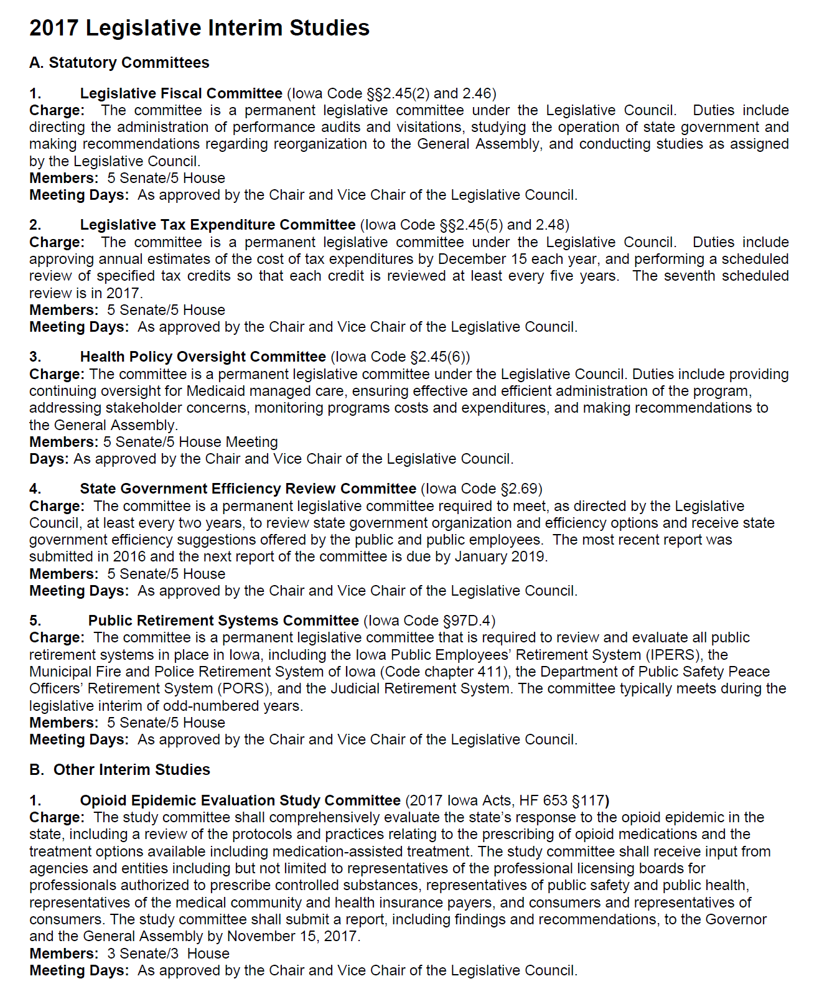 2017 Legislative Interim Studies
A. Statutory Committees
1. Legislative Fiscal Committee (Iowa Code §§2.45(2) and 2.46)
Charge: The committee is a permanent legislative committee under the Legislative Council. Duties include
directing the administration of performance audits and visitations, studying the operation of state government and
making recommendations regarding reorganization to the General Assembly, and conducting studies as assigned
by the Legislative Council.
Members: 5 Senate/5 House
Meeting Days: As approved by the Chair and Vice Chair of the Legislative Council.
2. Legislative Tax Expenditure Committee (Iowa Code §§2.45(5) and 2.48)
Charge: The committee is a permanent legislative committee under the Legislative Council. Duties include
approving annual estimates of the cost of tax expenditures by December 15 each year, and performing a scheduled
review of specified tax credits so that each credit is reviewed at least every five years. The seventh scheduled
review is in 2017.
Members: 5 Senate/5 House
Meeting Days: As approved by the Chair and Vice Chair of the Legislative Council.
3. Health Policy Oversight Committee (Iowa Code §2.45(6))
Charge: The committee is a permanent legislative committee under the Legislative Council. Duties include providing
continuing oversight for Medicaid managed care, ensuring effective and efficient administration of the program,
addressing stakeholder concerns, monitoring programs costs and expenditures, and making recommendations to
the General Assembly.
Members: 5 Senate/5 House Meeting
Days: As approved by the Chair and Vice Chair of the Legislative Council.
4. State Government Efficiency Review Committee (Iowa Code §2.69)
Charge: The committee is a permanent legislative committee required to meet, as directed by the Legislative
Council, at least every two years, to review state government organization and efficiency options and receive state
government efficiency suggestions offered by the public and public employees. The most recent report was
submitted in 2016 and the next report of the committee is due by January 2019.
Members: 5 Senate/5 House
Meeting Days: As approved by the Chair and Vice Chair of the Legislative Council.
5. Public Retirement Systems Committee (Iowa Code §97D.4)
Charge: The committee is a permanent legislative committee that is required to review and evaluate all public
retirement systems in place in Iowa, including the Iowa Public Employees’ Retirement System (IPERS), the
Municipal Fire and Police Retirement System of Iowa (Code chapter 411), the Department of Public Safety Peace
Officers’ Retirement System (PORS), and the Judicial Retirement System. The committee typically meets during the
legislative interim of odd-numbered years.
Members: 5 Senate/5 House
Meeting Days: As approved by the Chair and Vice Chair of the Legislative Council.
B. Other Interim Studies
1. Opioid Epidemic Evaluation Study Committee (2017 Iowa Acts, HF 653 §117)
Charge: The study committee shall comprehensively evaluate the state’s response to the opioid epidemic in the
state, including a review of the protocols and practices relating to the prescribing of opioid medications and the
treatment options available including medication-assisted treatment. The study committee shall receive input from
agencies and entities including but not limited to representatives of the professional licensing boards for
professionals authorized to prescribe controlled substances, representatives of public safety and public health,
representatives of the medical community and health insurance payers, and consumers and representatives of
consumers. The study committee shall submit a report, including findings and recommendations, to the Governor
and the General Assembly by November 15, 2017.
Members: 3 Senate/3 House
Meeting Days: As approved by the Chair and Vice Chair of the Legislative Council.